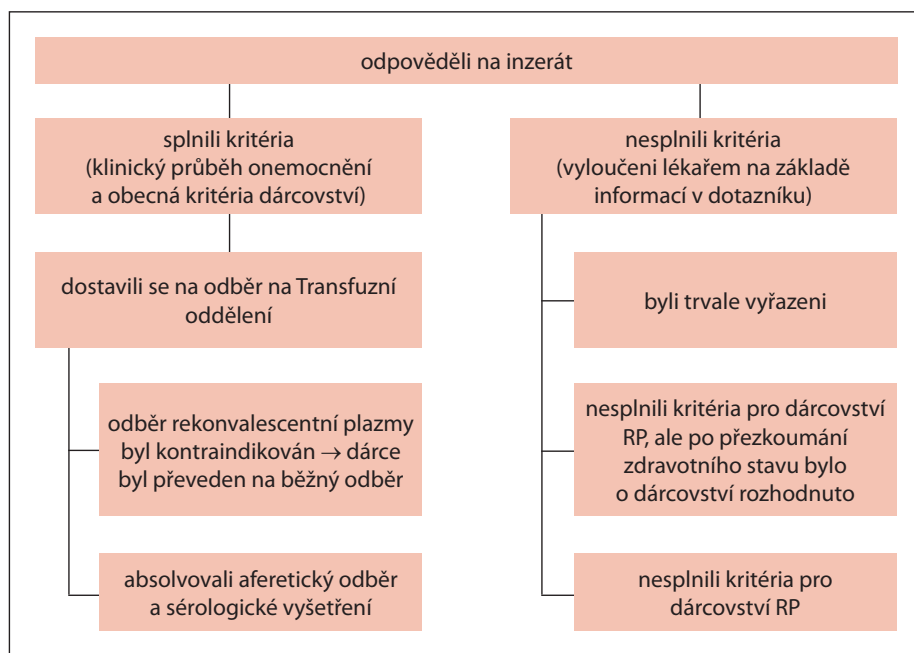 odpověděli na inzerát
splnili kritéria
(klinický průběh onemocnění
a obecná kritéria dárcovství)
dostavili se na odběr na Transfuzní
oddělení
odběr rekonvalescentní plazmy
byl kontraindikován → dárce
byl převeden na běžný odběr
absolvovali aferetický odběr
a sérologické vyšetření
nesplnili kritéria
(vyloučeni lékařem na základě
informací v dotazníku)
byli trvale vyřazeni
nesplnili kritéria pro dárcovství
RP, ale po přezkoumání
zdravotního stavu bylo
o dárcovství rozhodnuto
nesplnili kritéria pro
dárcovství RP